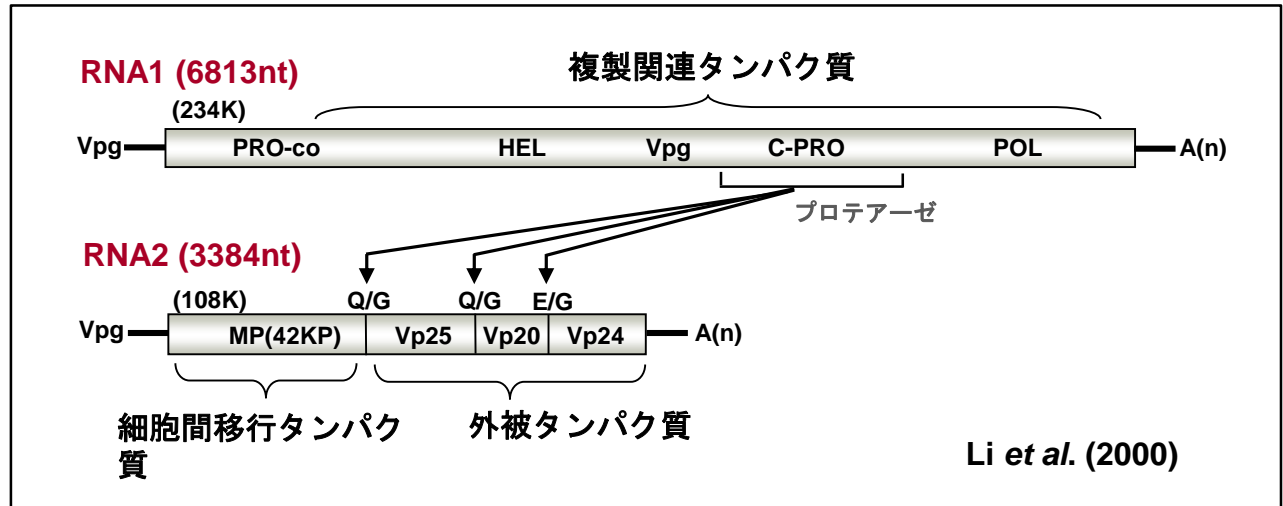 複製関連タンパク質
RNA1 (6813nt)
(234K)
Vpg PRO-co HEL Vpg C-PRO POL A(n)
プロテアーゼ
RNA2 (3384nt)
(108K) Q/G Q/G E/G
Vpg MP(42KP) Vp25 Vp20 Vp24 A(n)
細胞間移行タンパク
質
外被タンパク質
Li et al. (2000)